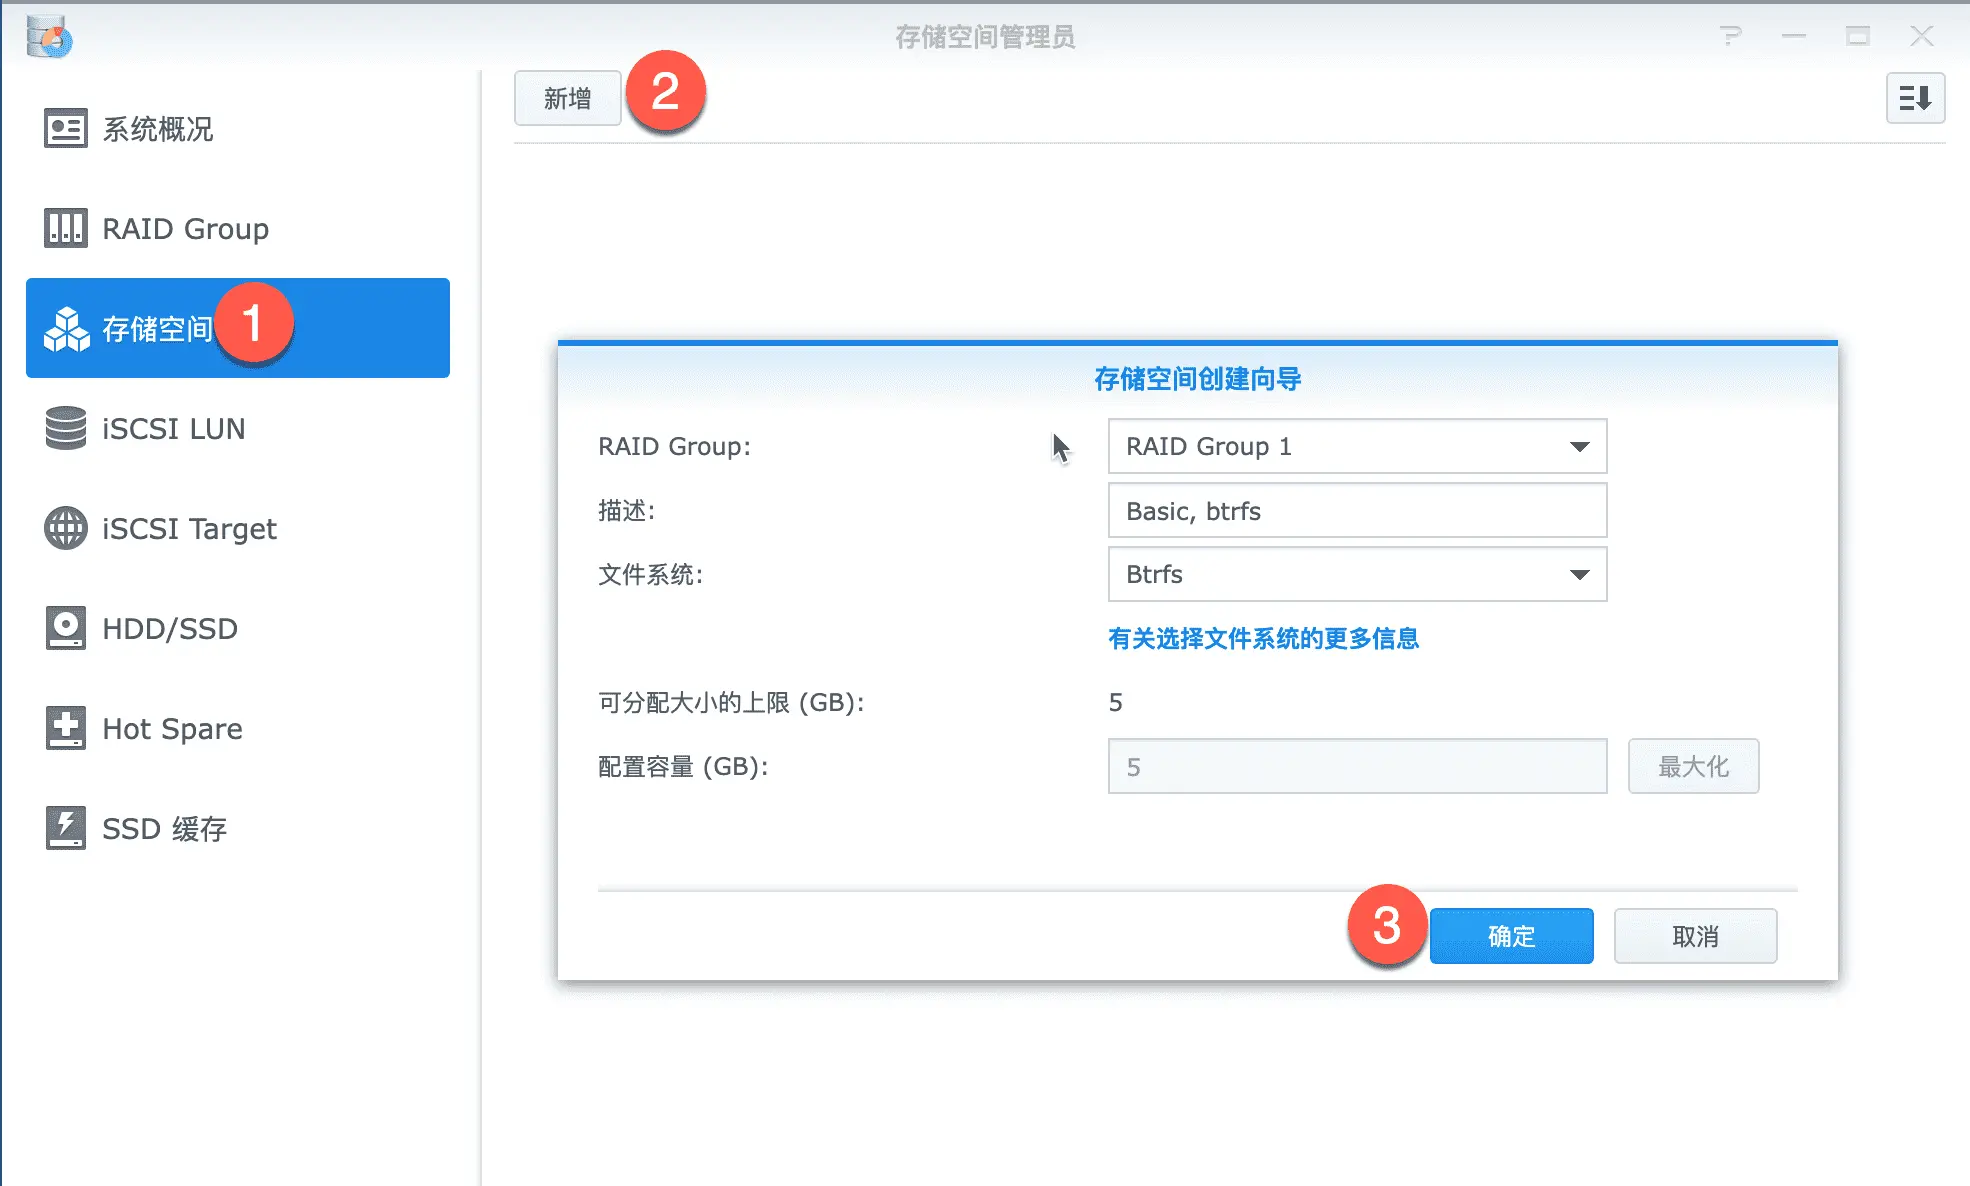 存储空间管理员
系统概况
RAID Group
存储空间 1
iSCSI LUN
iSCSI Target
HDD/SSD
Hot Spare
SSD 缓存
新增 2
存储空间创建向导
RAID Group: RAID Group 1
描述: Basic, btrfs
文件系统: Btrfs
有关选择文件系统的更多信息
可分配大小的上限 (GB): 5
配置容量 (GB): 5 最大化
3 确定 取消